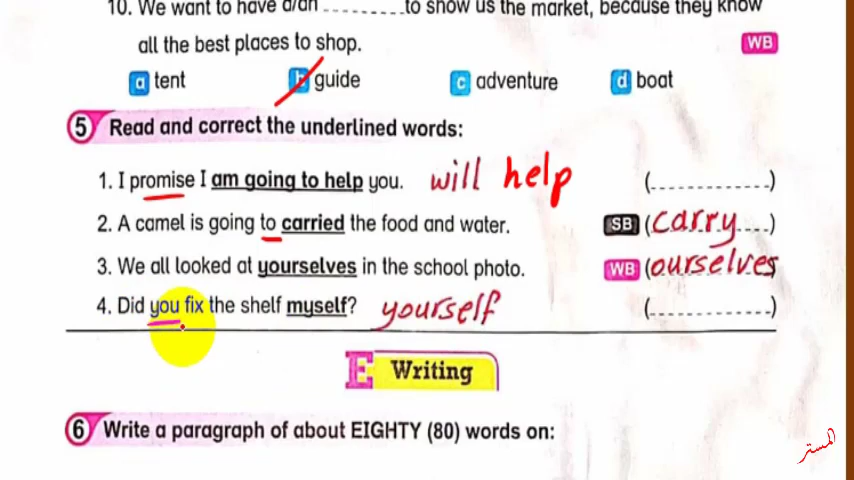 10. We want to have a/an ......... to show us the market, because they know
all the best places to shop. WB
a tent b guide c adventure d boat
5 Read and correct the underlined words:
1. I promise I am going to help you. will help (............)
2. A camel is going to carried the food and water. SB (carry....)
3. We all looked at yourselves in the school photo. WB (ourselves)
4. Did you fix the shelf myself? yourself (............)
E Writing
6 Write a paragraph of about EIGHTY (80) words on:
المستر